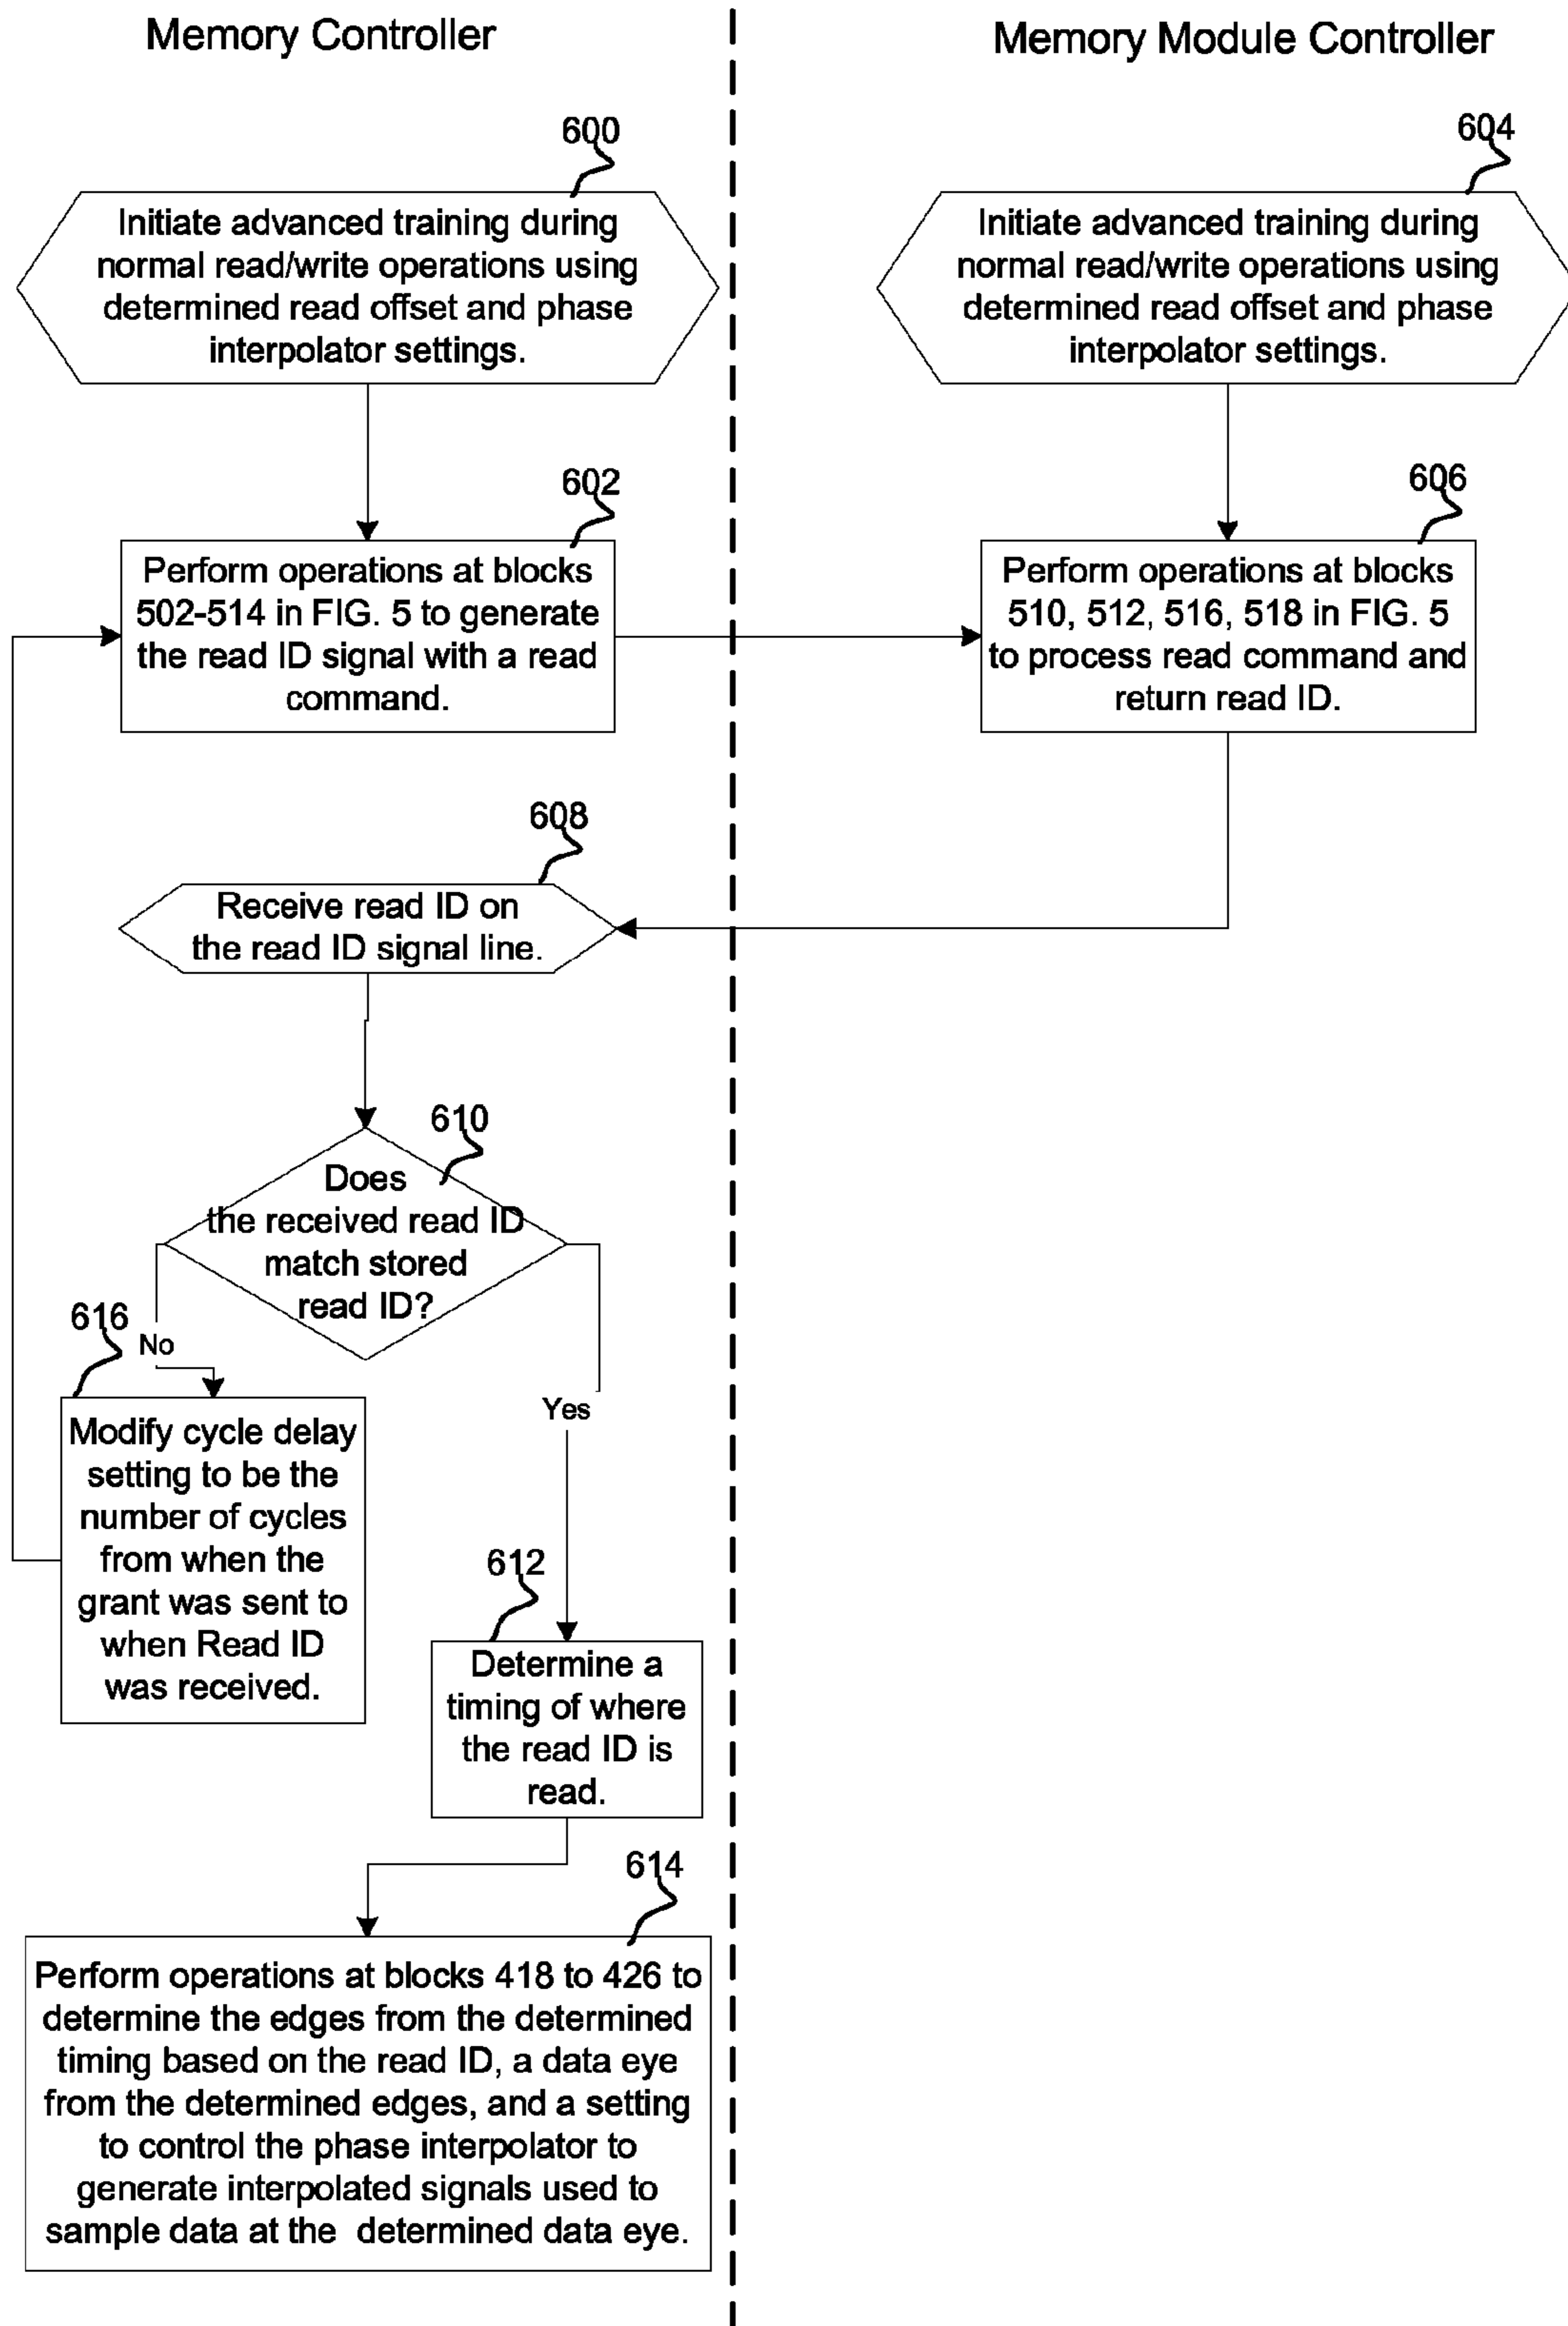 Memory Controller
Memory Module Controller
600
Initiate advanced training during
normal read/write operations using
determined read offset and phase
interpolator settings.
604
Initiate advanced training during
normal read/write operations using
determined read offset and phase
interpolator settings.
602
Perform operations at blocks
502-514 in FIG. 5 to generate
the read ID signal with a read
command.
606
Perform operations at blocks
510, 512, 516, 518 in FIG. 5
to process read command and
return read ID.
608
Receive read ID on
the read ID signal line.
610
Does
the received read ID
match stored
read ID?
616
No
Yes
Modify cycle delay
setting to be the
number of cycles
from when the
grant was sent to
when Read ID
was received.
612
Determine a
timing of where
the read ID is
read.
614
Perform operations at blocks 418 to 426 to
determine the edges from the determined
timing based on the read ID, a data eye
from the determined edges, and a setting
to control the phase interpolator to
generate interpolated signals used to
sample data at the  determined data eye.